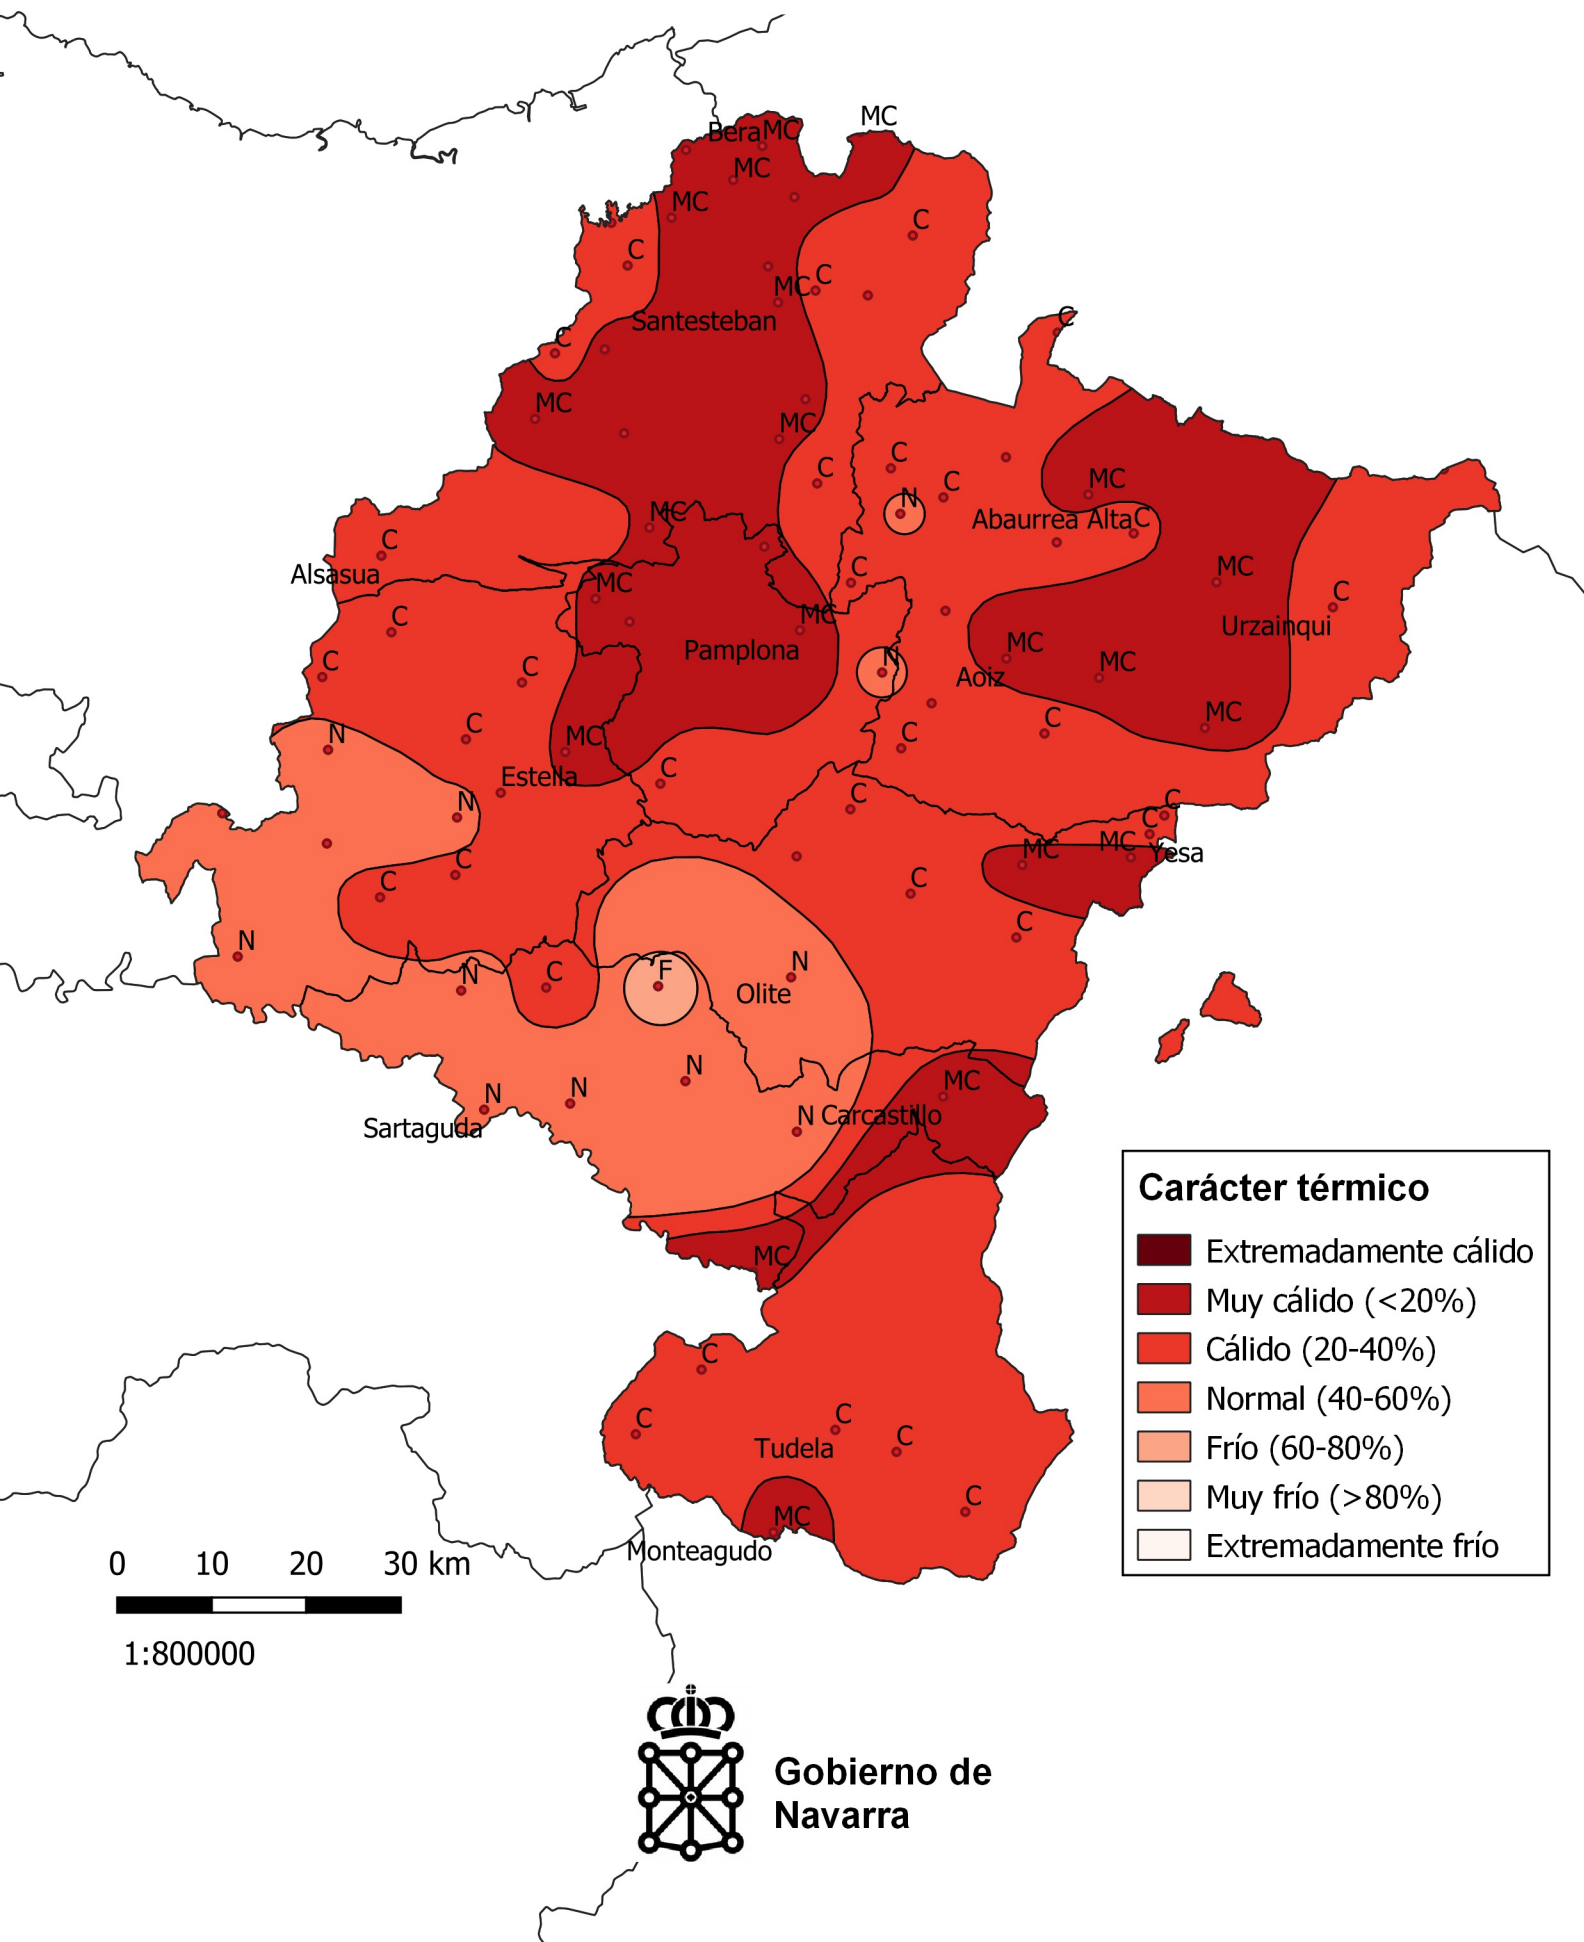 MC
BeraMC
MC
MC
C
C
MC
C
Santesteban
C
C
MC
MC
C
C
MC
C
N
Abaurrea AltaC
MC
C
Alsasua
C
MC
MC
C
MC
C
Urzainqui
MC
Pamplona
N
Aoiz
MC
C
C
MC
C
C
MC
N
C
Estella
C
N
C
C
C
MC
MC
Yesa
C
C
C
C
N
N
C
F
N
Olite
N
N
N
MC
N Carcastillo
Sartaguda
MC
C
C
C
C
Tudela
C
MC
Monteagudo
Carácter térmico
Extremadamente cálido
Muy cálido (<20%)
Cálido (20-40%)
Normal (40-60%)
Frío (60-80%)
Muy frío (>80%)
Extremadamente frío
0 10 20 30 km
1:800000
Gobierno de
Navarra